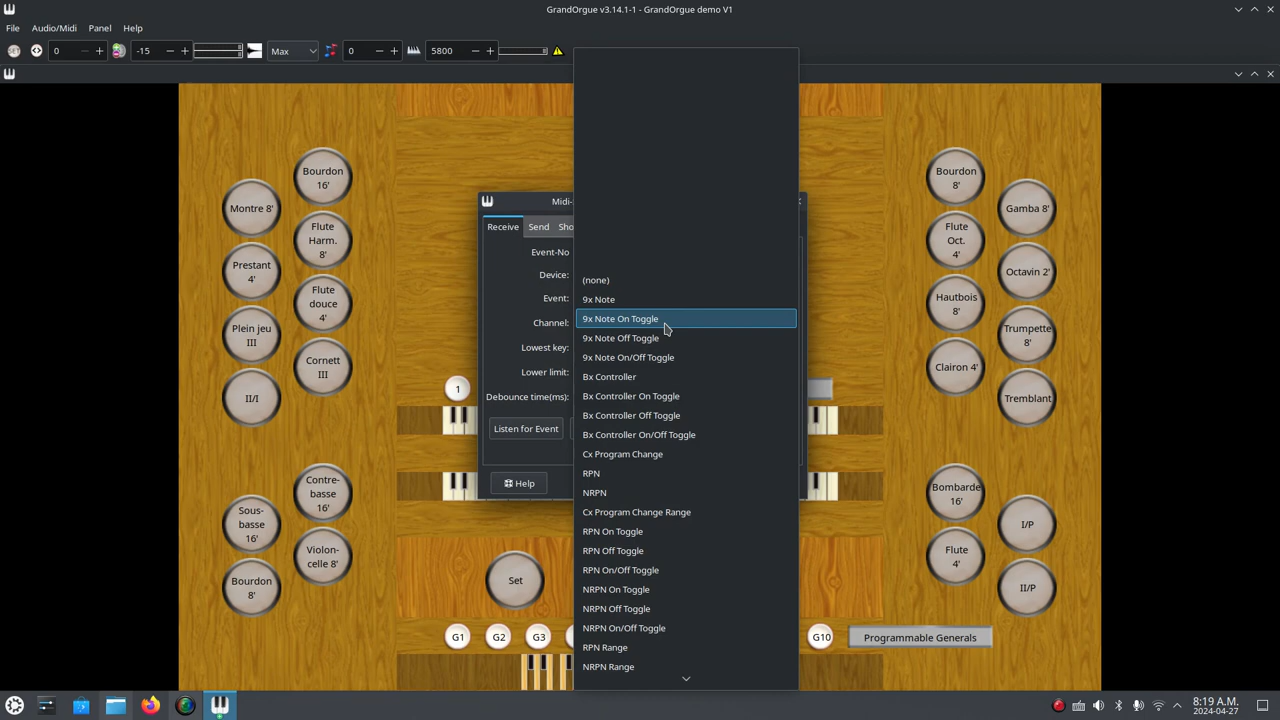 GrandOrgue v3.14.1-1 - GrandOrgue demo V1
File Audio/Midi Panel Help
0 -15 Max 0 5800
Bourdon
16'
Montre 8'
Flute
Harm.
8'
Prestant
4'
Flute
douce
4'
Plein jeu
III
Cornett
III
II/I
Contre-
basse
16'
Sous-
basse
16'
Violon-
celle 8'
Bourdon
8'
Midi-
Receive Send Sho
Event-No
Device:
Event:
Channel:
Lowest key:
Lower limit:
Debounce time(ms):
Listen for Event
Help
1
Set
G1 G2 G3
(none)
9x Note
9x Note On Toggle
9x Note Off Toggle
9x Note On/Off Toggle
Bx Controller
Bx Controller On Toggle
Bx Controller Off Toggle
Bx Controller On/Off Toggle
Cx Program Change
RPN
NRPN
Cx Program Change Range
RPN On Toggle
RPN Off Toggle
RPN On/Off Toggle
NRPN On Toggle
NRPN Off Toggle
NRPN On/Off Toggle
RPN Range
NRPN Range
Bourdon
8'
Gamba 8'
Flute
Oct.
4'
Octavin 2'
Hautbois
8'
Trumpette
8'
Clairon 4'
Tremblant
Bombarde
16'
I/P
Flute
4'
II/P
G10 Programmable Generals
8:19 A.M.
2024-04-27